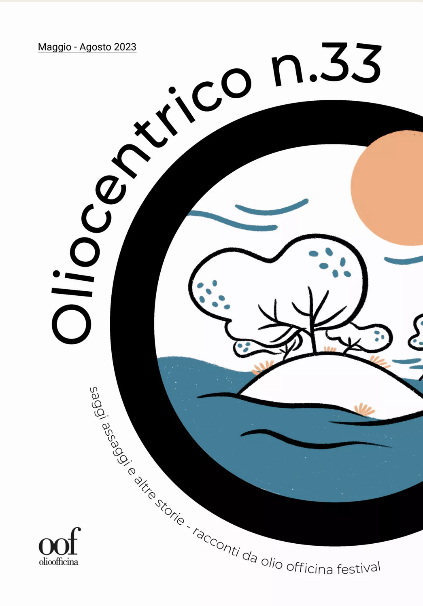 Maggio - Agosto 2023
Oliocentrico n.33
saggi assaggi e altre storie - racconti da olio officina festival
oof
olioofficina